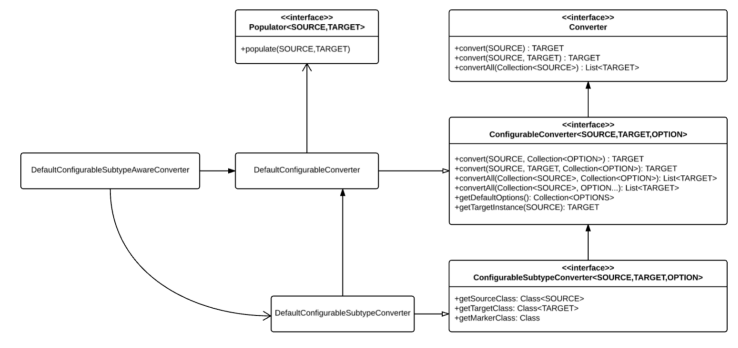 <<interface>>
Populator<SOURCE,TARGET>
+populate(SOURCE,TARGET)
<<interface>>
Converter
+convert(SOURCE) : TARGET
+convert(SOURCE, TARGET) : TARGET
+convertAll(Collection<SOURCE>) : List<TARGET>
<<interface>>
ConfigurableConverter<SOURCE,TARGET,OPTION>
+convert(SOURCE, Collection<OPTION>) : TARGET
+convert(SOURCE, TARGET, Collection<OPTION>): TARGET
+convertAll(Collection<SOURCE>, Collection<OPTION>): List<TARGET>
+convertAll(Collection<SOURCE>, OPTION...): List<TARGET>
+getDefaultOptions(): Collection<OPTIONS>
+getTargetInstance(SOURCE): TARGET
DefaultConfigurableSubtypeAwareConverter
DefaultConfigurableConverter
<<interface>>
ConfigurableSubtypeConverter<SOURCE,TARGET,OPTION>
+getSourceClass: Class<SOURCE>
+getTargetClass: Class<TARGET>
+getMarkerClass: Class
DefaultConfigurableSubtypeConverter